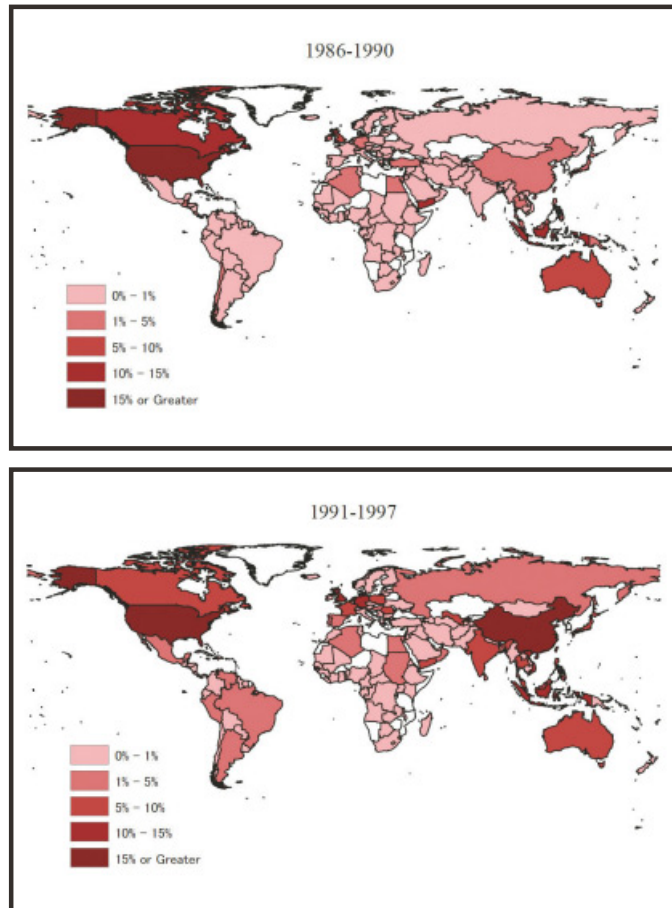 1986-1990
0% - 1%
1% - 5%
5% - 10%
10% - 15%
15% or Greater
1991-1997
0% - 1%
1% - 5%
5% - 10%
10% - 15%
15% or Greater